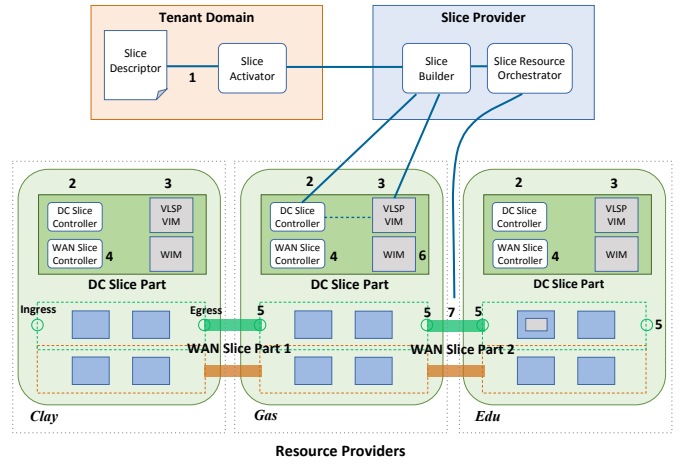 Tenant Domain
Slice Provider
Slice
Descriptor
1
Slice
Activator
Slice
Builder
Slice Resource
Orchestrator
2
3
DC Slice
Controller
VLSP
VIM
WAN Slice
Controller
4
WIM
DC Slice Part
2
3
DC Slice
Controller
VLSP
VIM
WAN Slice
Controller
4
WIM
6
DC Slice Part
2
3
DC Slice
Controller
VLSP
VIM
WAN Slice
Controller
4
WIM
DC Slice Part
Ingress
Egress
5
5
7
5
5
WAN Slice Part 1
WAN Slice Part 2
Clay
Gas
Edu
Resource Providers